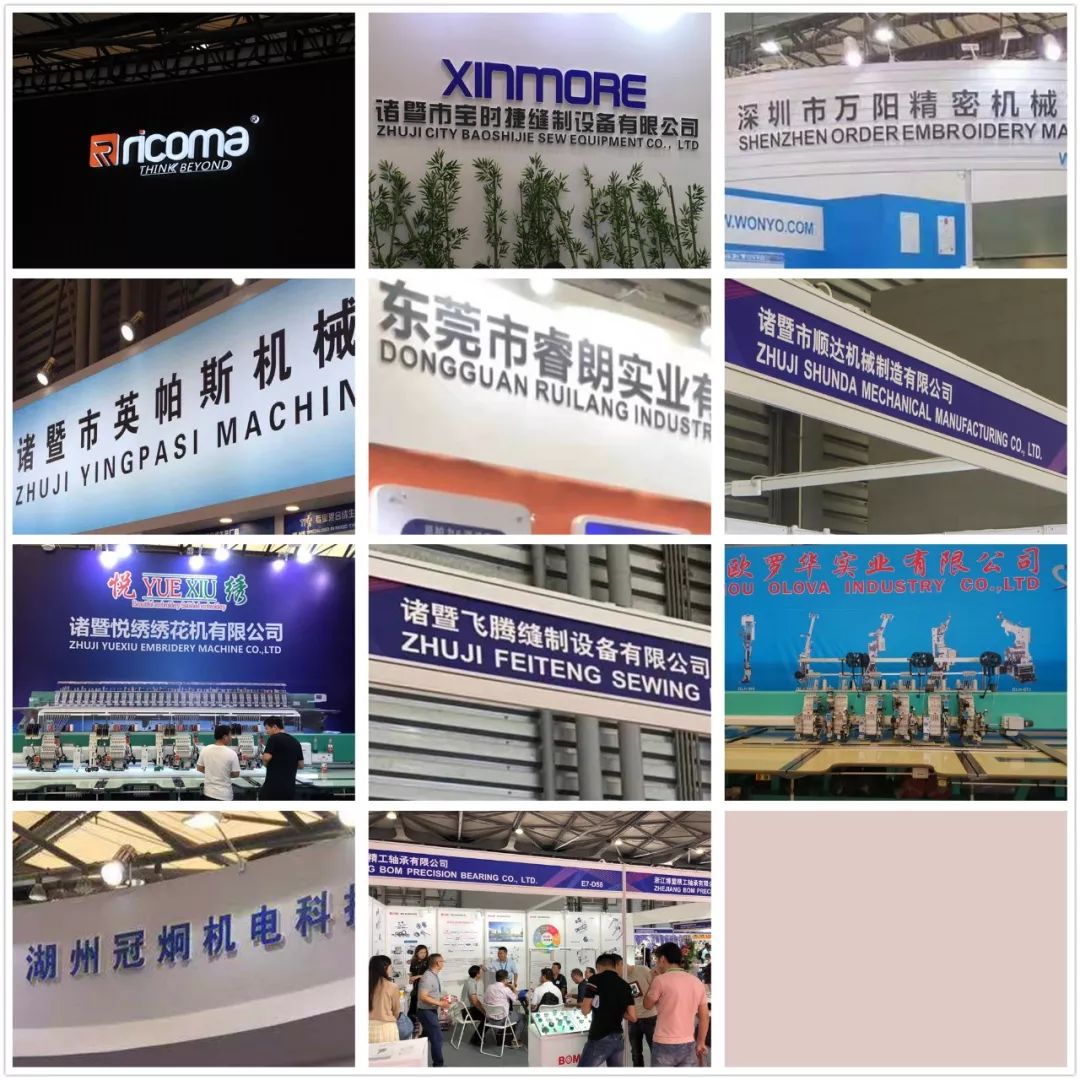 ricoma
THINK BEYOND
XINMORE
诸暨市宝时捷缝制设备有限公司
ZHUJI CITY BAOSHIJIE SEW EQUIPMENT CO., LTD
深圳市万阳精密机械
SHENZHEN ORDER EMBROIDERY MA
W.WONYO.COM
诸暨市英帕斯机械
ZHUJI YINGPASI MACHIN
东莞市睿朗实业有
DONGGUAN RUILANG INDUSTR
诸暨市顺达机械制造有限公司
ZHUJI SHUNDA MECHANICAL MANUFACTURING CO., LTD.
悦 YUE XIU 绣
诸暨悦绣绣花机有限公司
ZHUJI YUEXIU EMBRIDERY MACHINE CO.,LTD
诸暨飞腾缝制设备有限公司
ZHUJI FEITENG SEWING
欧罗华实业有限公司
OU OLOVA INDUSTRY CO.,LTD
湖州冠炯机电科技
精工轴承有限公司
G BOM PRECISION BEARING CO., LTD.
E7-D58
浙江博盟精工轴承有限
ZHEJIANG BOM PREC
BOM